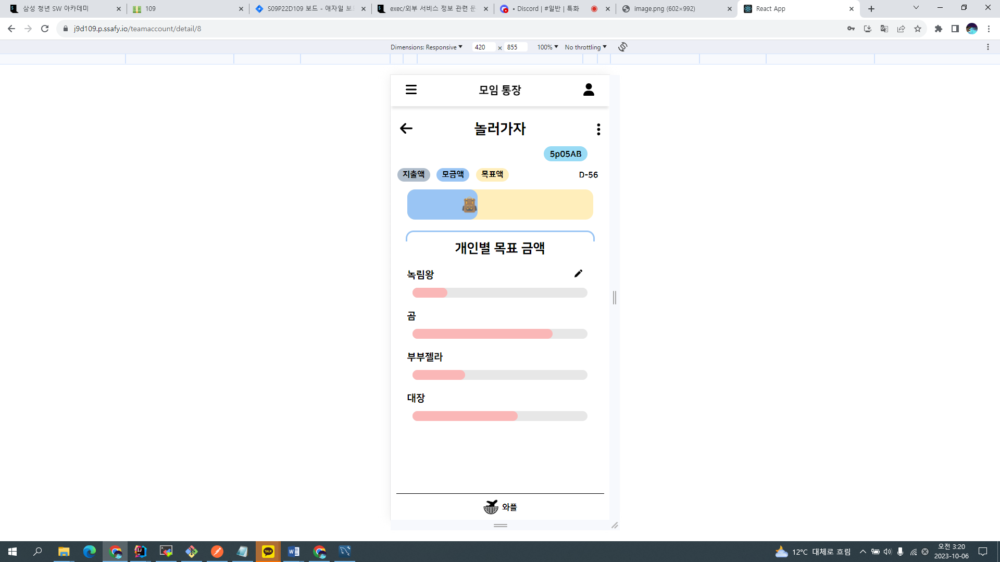 삼성 청년 SW 아카데미
109
S09P22D109 보드 - 애자일 보드
exec/외부 서비스 정보 관련 문
• Discord | #일반 | 특화
image.png (602×992)
React App
j9d109.p.ssafy.io/teamaccount/detail/8
Dimensions: Responsive 420 × 855 100% No throttling
모임 통장
놀러가자
5p05AB
지출액 모금액 목표액 D-56
개인별 목표 금액
녹림왕
곰
부부젤라
대장
와플
12°C 대체로 흐림
오전 3:20
2023-10-06
TALK